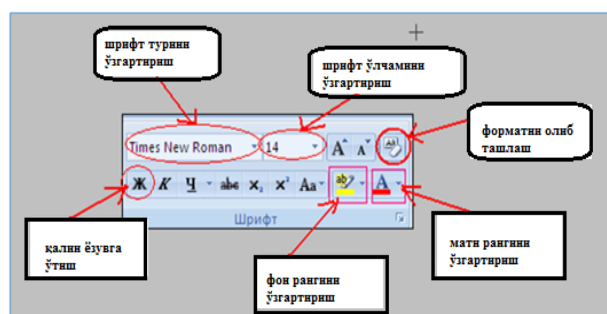 шрифт турини
ўзгартириш
шрифт ўлчамини
ўзгартириш
форматни олиб
ташлаш
Times New Roman 14 А А
Ж К Ч abc x₂ x² Aa ab А
Шрифт
қалин ёзувга
ўтиш
фон рангини
ўзгартириш
матн рангини
ўзгартириш